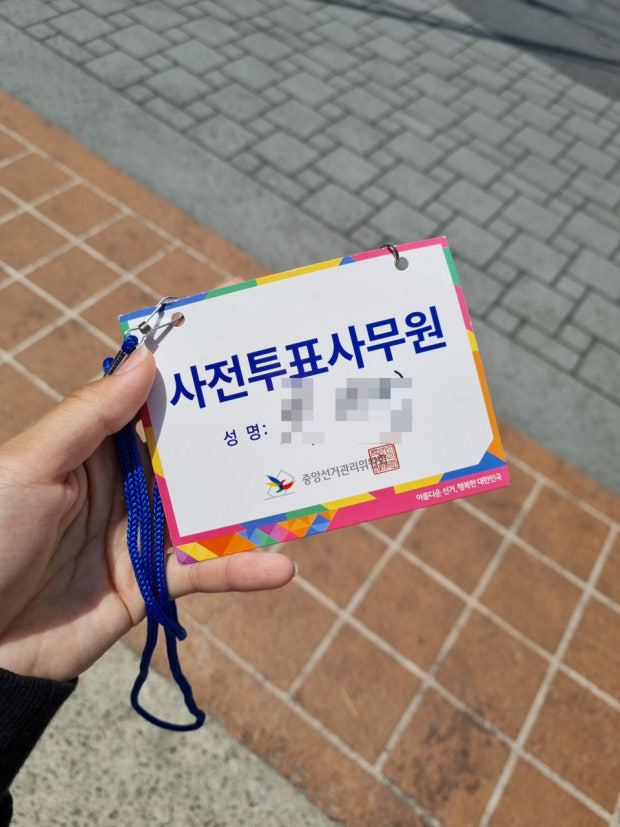 사전투표사무원
성 명:
중앙선거관리위원회
아름다운 선거, 행복한 대한민국